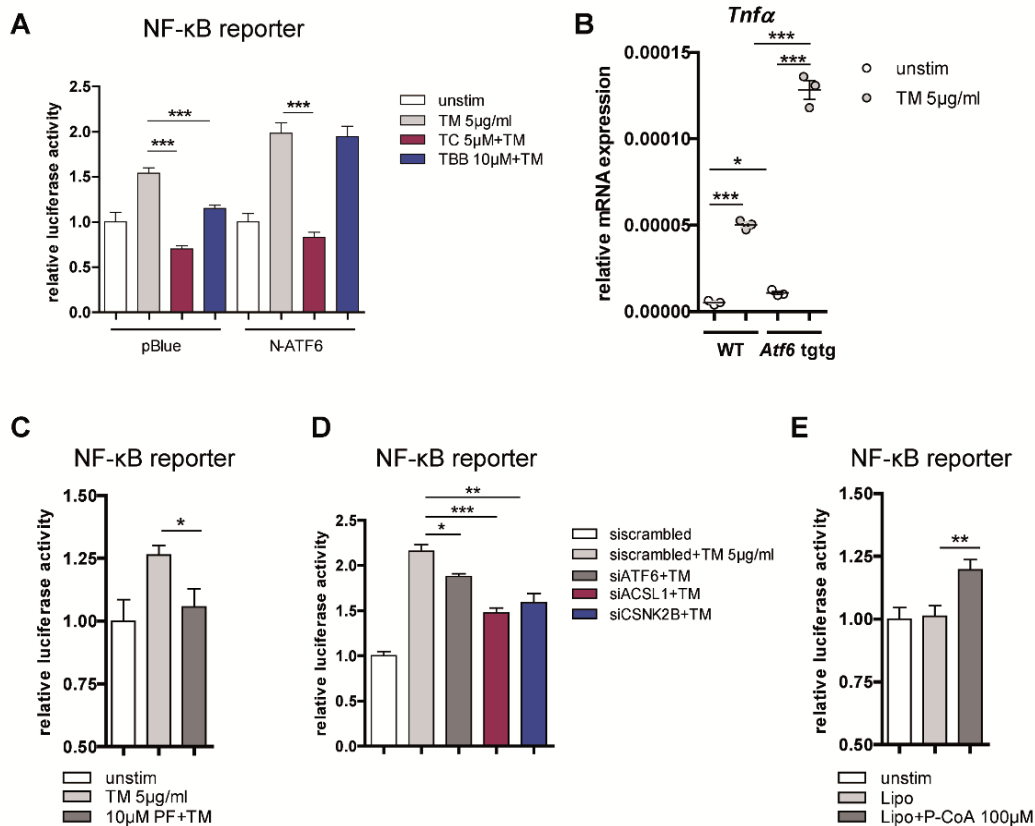 A
NF-κB reporter
relative luciferase activity
2.5
2.0
1.5
1.0
0.5
0.0
***
***
***
pBlue
N-ATF6
unstim
TM 5µg/ml
TC 5µM+TM
TBB 10µM+TM
B
Tnfα
relative mRNA expression
0.00015
0.00010
0.00005
0.00000
***
***
*
***
WT
Atf6 tgtg
unstim
TM 5µg/ml
C
NF-κB reporter
relative luciferase activity
1.50
1.25
1.00
0.75
0.50
*
unstim
TM 5µg/ml
10µM PF+TM
D
NF-κB reporter
relative luciferase activity
2.5
2.0
1.5
1.0
0.5
0.0
**
***
*
siscrambled
siscrambled+TM 5µg/ml
siATF6+TM
siACSL1+TM
siCSNK2B+TM
E
NF-κB reporter
relative luciferase activity
1.50
1.25
1.00
0.75
0.50
**
unstim
Lipo
Lipo+P-CoA 100µM